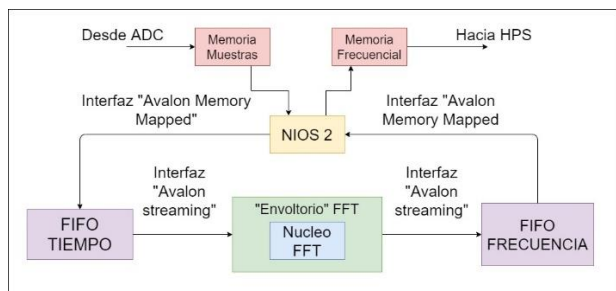 Desde ADC
Memoria
Muestras
Memoria
Frecuencial
Hacia HPS
Interfaz "Avalon Memory
Mapped"
NIOS 2
Interfaz "Avalon
Memory Mapped
Interfaz
"Avalon
streaming"
Interfaz
"Avalon
streaming"
FIFO
TIEMPO
"Envoltorio" FFT
Nucleo
FFT
FIFO
FRECUENCIA